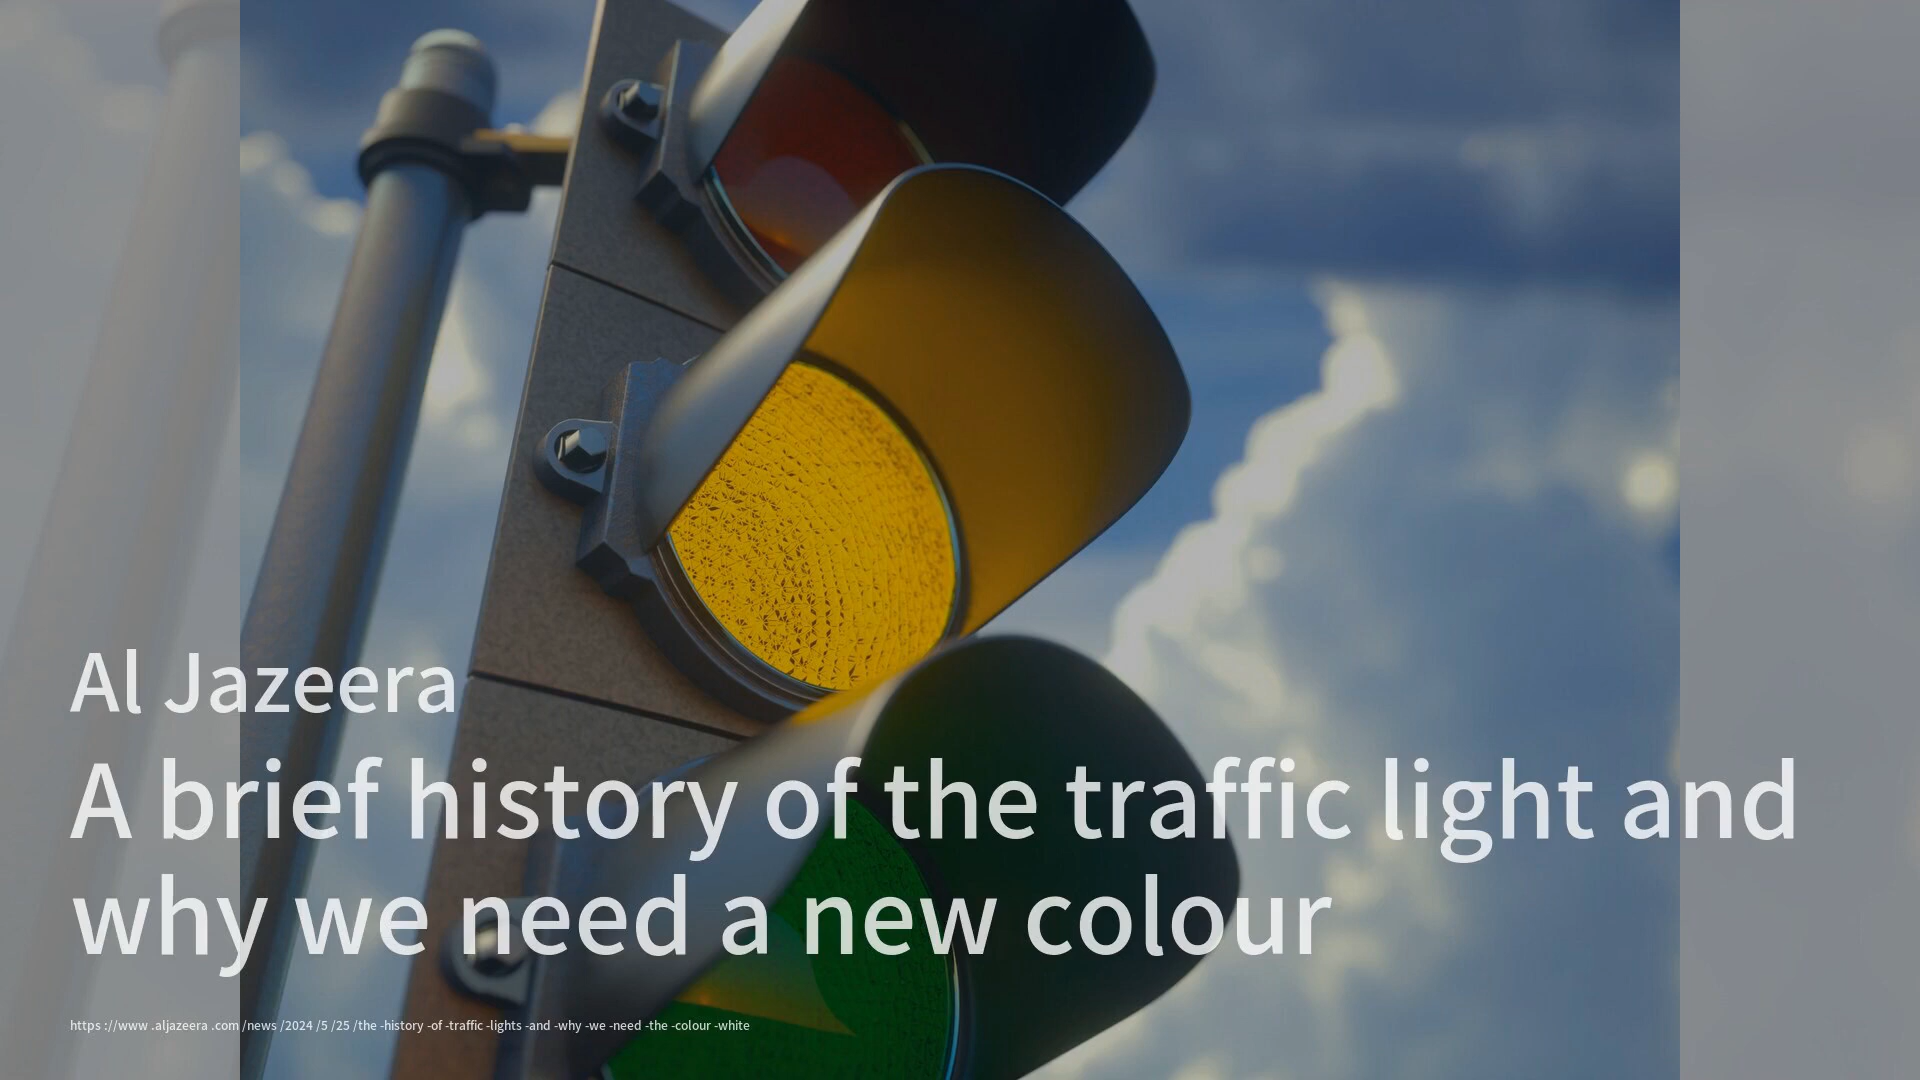 Al Jazeera
A brief history of the traffic light and
why we need a new colour
https ://www .aljazeera .com /news /2024 /5 /25 /the -history -of -traffic -lights -and -why -we -need -the -colour -white